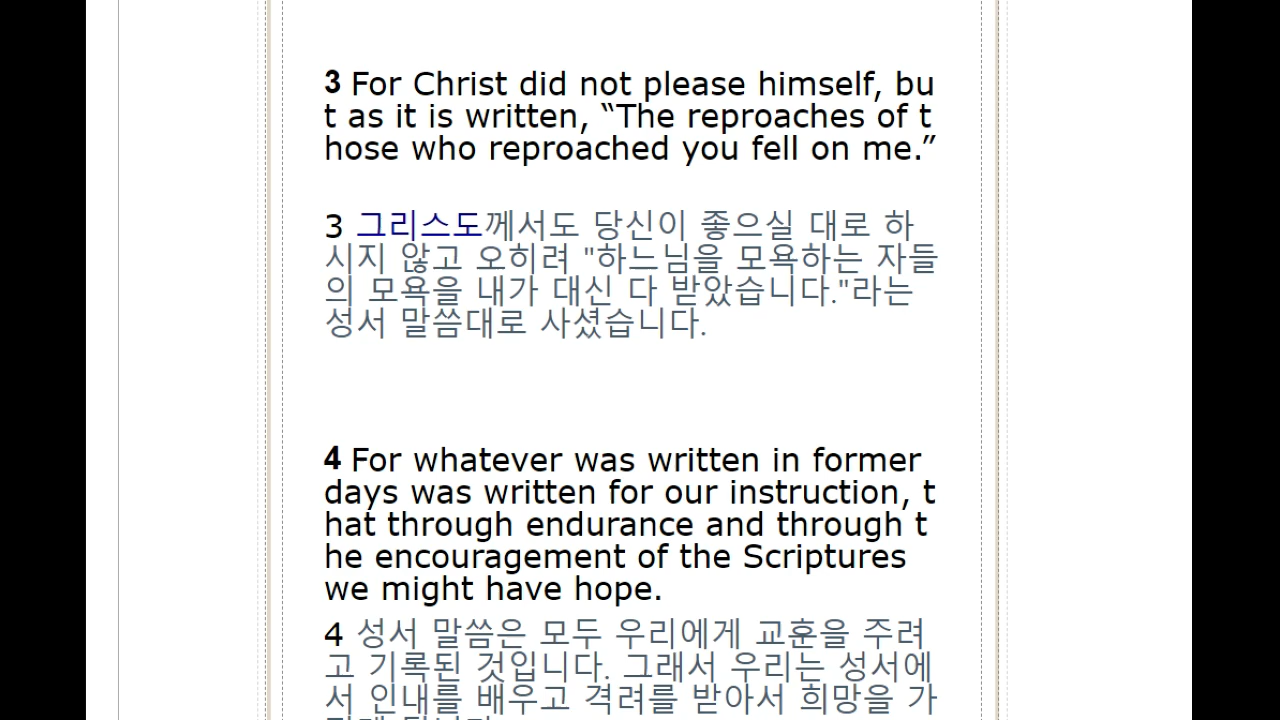 3 For Christ did not please himself, bu
t as it is written, “The reproaches of t
hose who reproached you fell on me.”
3 그리스도께서도 당신이 좋으실 대로 하
시지 않고 오히려 "하느님을 모욕하는 자들
의 모욕을 내가 대신 다 받았습니다."라는
성서 말씀대로 사셨습니다.
4 For whatever was written in former
days was written for our instruction, t
hat through endurance and through t
he encouragement of the Scriptures
we might have hope.
4 성서 말씀은 모두 우리에게 교훈을 주려
고 기록된 것입니다. 그래서 우리는 성서에
서 인내를 배우고 격려를 받아서 희망을 가